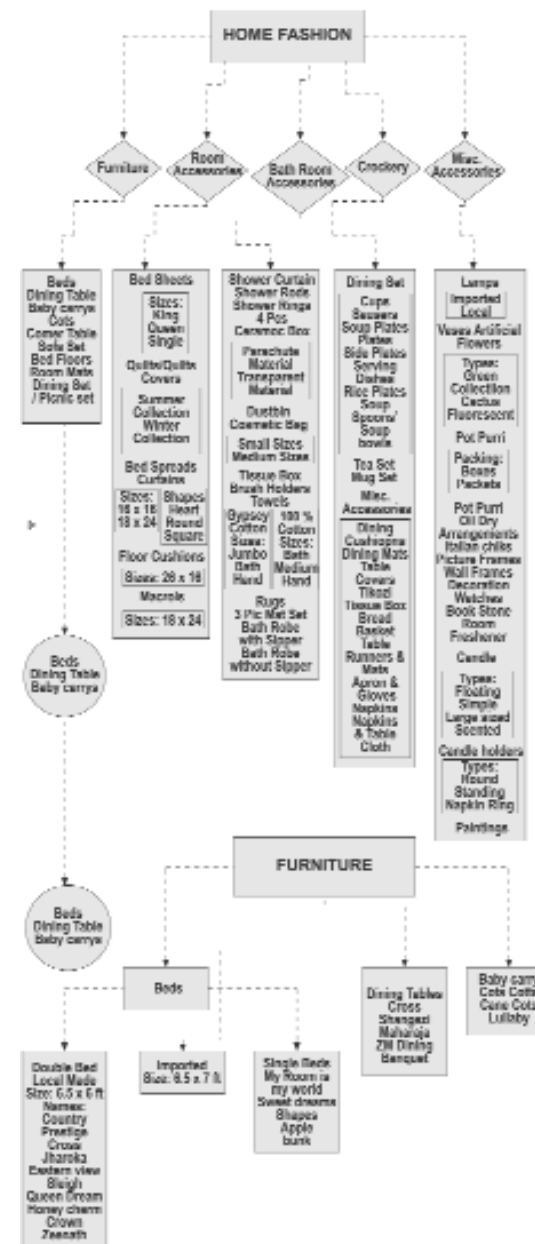 HOME FASHION
Furniture
Room
Accessories
Bath Room
Accessories
Crockery
Misc.
Accessories
Beds
Dining Table
Baby carrys
Cots
Corner Table
Sofa Set
Bed Floors
Room Mats
Dining Set
/ Picnic set
Bed Sheets
Sizes:
King
Queen
Single
Quilts/Quilts
Covers
Summer
Collection
Winter
Collection
Bed Spreads
Curtains
Sizes:
16 x 16
18 x 24
Shapes
Heart
Round
Square
Floor Cushions
Sizes: 26 x 16
Sizes: 18 x 24
Shower Curtain
Shower Rods
Shower Rings
4 Pcs
Ceramoc Box
Parachute
Material
Transparent
Material
Dustbin
Cosmetic Bag
Small Sizes
Medium Sizes
Tissue Box
Brush Holders
Towels
Gypsey
Cotton
Sizes:
Jumbo
Bath
Hand
100 %
Cotton
Sizes:
Bath
Medium
Hand
Rugs
3 Pic Mat Set
Bath Robe
with Sipper
Bath Robe
without Sipper
Dining Set
Cups
Soup Plates
Plates
Side Plates
Serving
Dishes
Rice Plates
Soup
Spoons/
Soup
bowls
Tea Set
Mug Set
Misc.
Accessories
Dining
Cushions
Dining Mats
Table
Covers
Tikozi
Tissue Box
Bread
Basket
Table
Runners &
Mats
Apron &
Gloves
Napkins
Napkins
& Table
Cloth
Lamps
Imported
Local
Vases Artificial
Flowers
Types:
Green
Collection
Cactus
Fluorescent
Pot Purri
Packing:
Boxes
Packets
Pot Purri
Oil Dry
Arrangements
Italian chiks
Picture Frames
Wall Frames
Decoration
Watches
Book Stone
Room
Freshener
Candle
Types:
Floating
Simple
Large sized
Scented
Candle holders
Types:
Round
Standing
Napkin Ring
Paintings
Beds
Dining Table
Baby carrys
Beds
Dining Table
Baby carrys
FURNITURE
Beds
Dining Tables
Cross
Maharaja
ZM Dining
Banquet
Baby carry
Cane Cots
Lullaby
Double Bed
Local Made
Size: 6.5 x 6 ft
Names:
Country
Prestige
Cross
Jharoka
Eastern view
Sleigh
Queen Dream
Honey charm
Crown
Zeenath
Imported
Size: 6.5 x 7 ft
Single Beds
My Room is
my world
Sweet dreams
Shapes
Apple
bunk